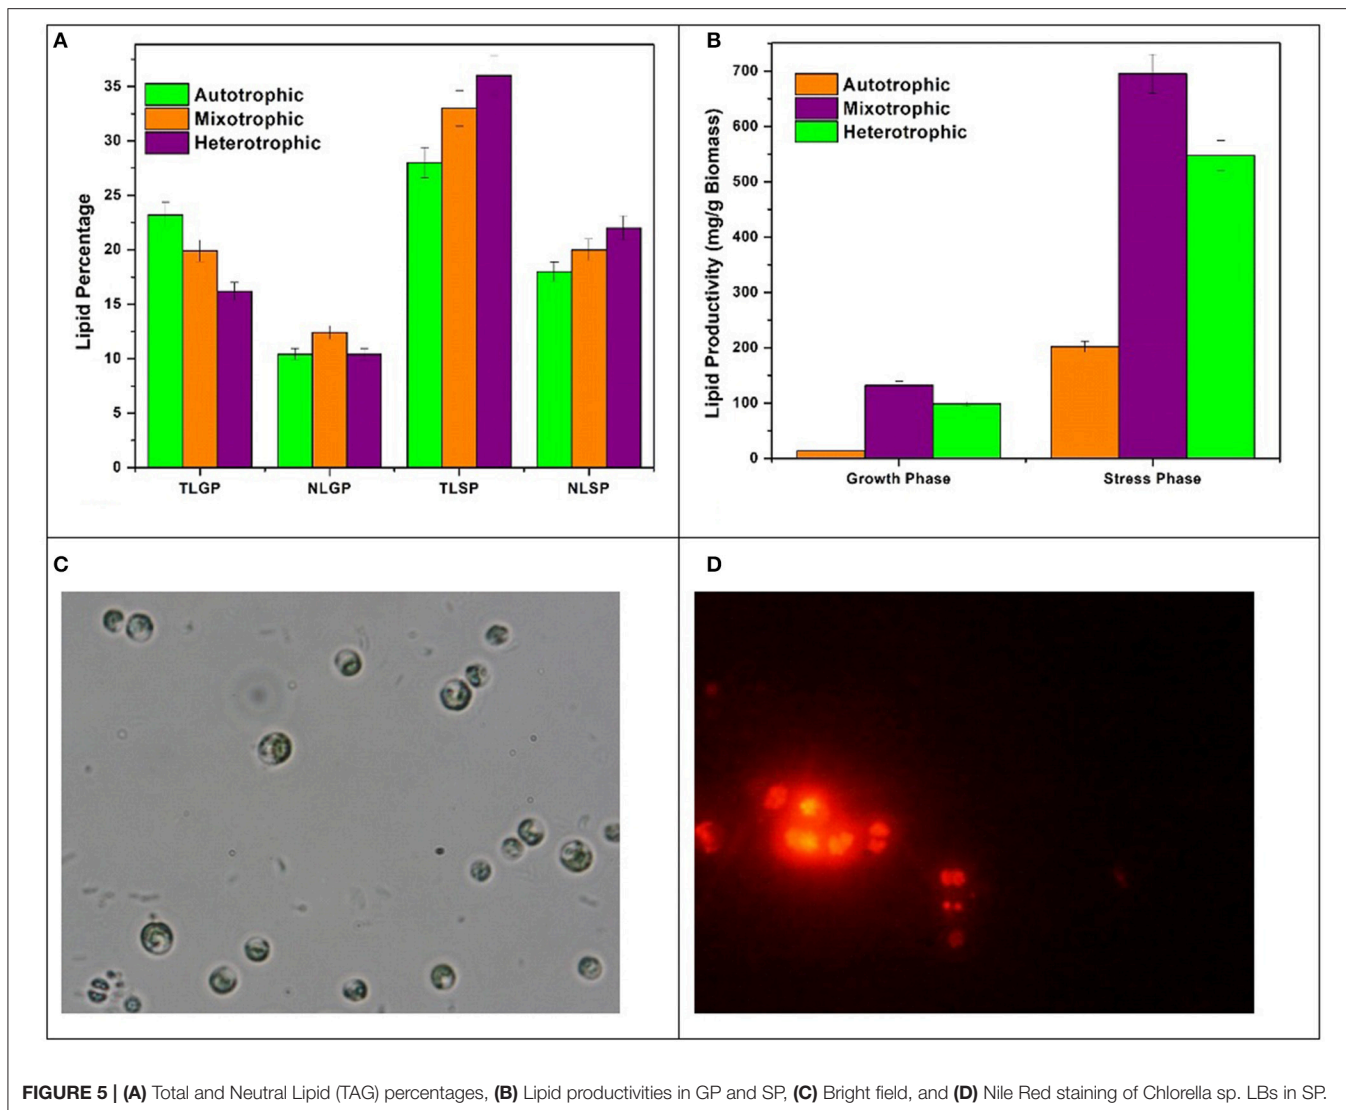 A
Autotrophic
Mixotrophic
Heterotrophic
Lipid Percentage
35
30
25
20
15
10
5
0
TLGP NLGP TLSP NLSP
B
Autotrophic
Mixotrophic
Heterotrophic
Lipid Productivity (mg/g Biomass)
700
600
500
400
300
200
100
0
Growth Phase Stress Phase
C
D
FIGURE 5 | (A) Total and Neutral Lipid (TAG) percentages, (B) Lipid productivities in GP and SP, (C) Bright field, and (D) Nile Red staining of Chlorella sp. LBs in SP.